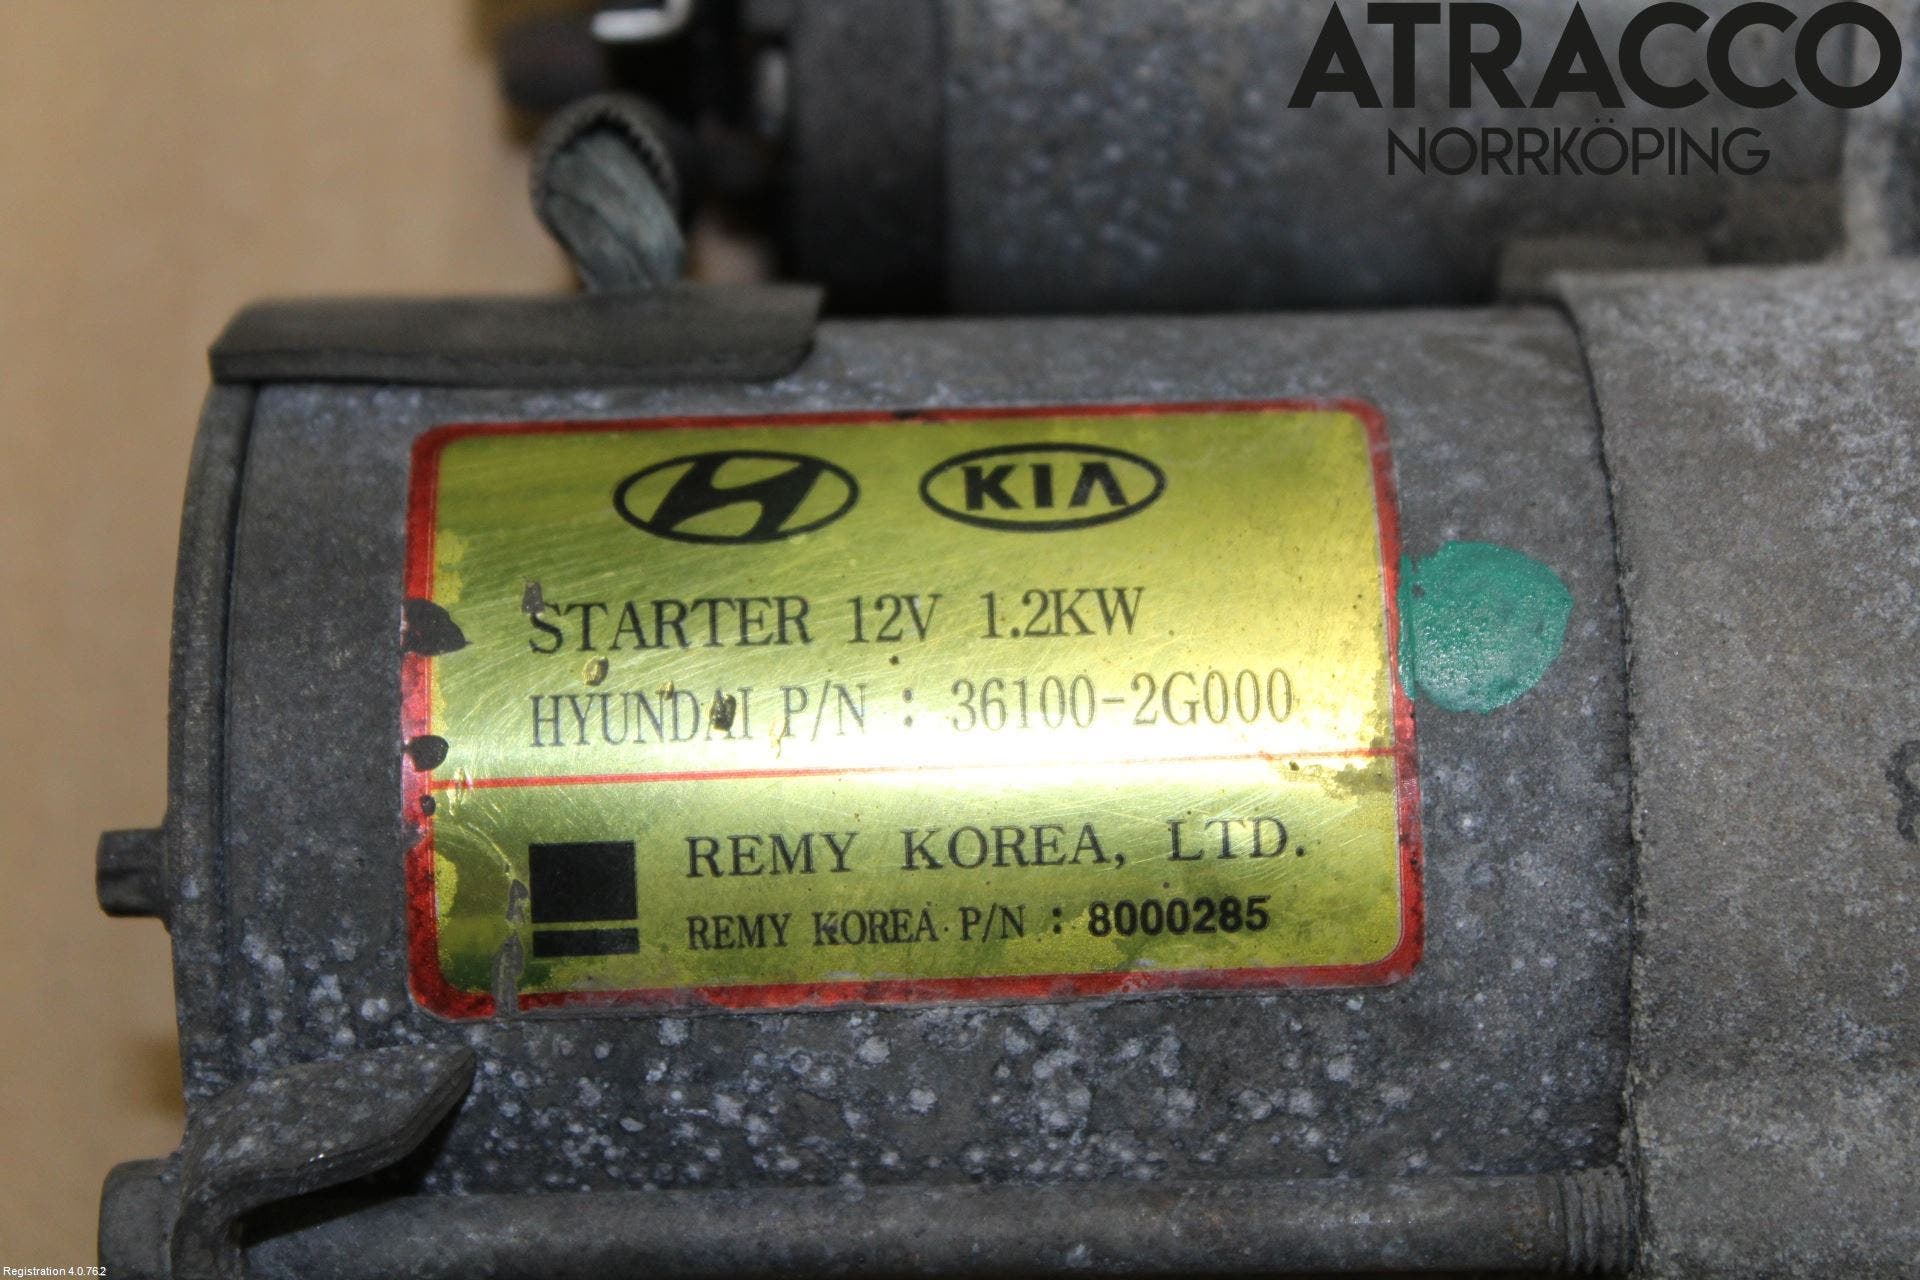 ATRACCO
NORRKÖPING
KIA
STARTER 12V 1.2KW
HYUNDAI P/N : 36100-2G000
REMY KOREA, LTD.
REMY KOREA P/N : 8000285
Registration 4.0.76.2